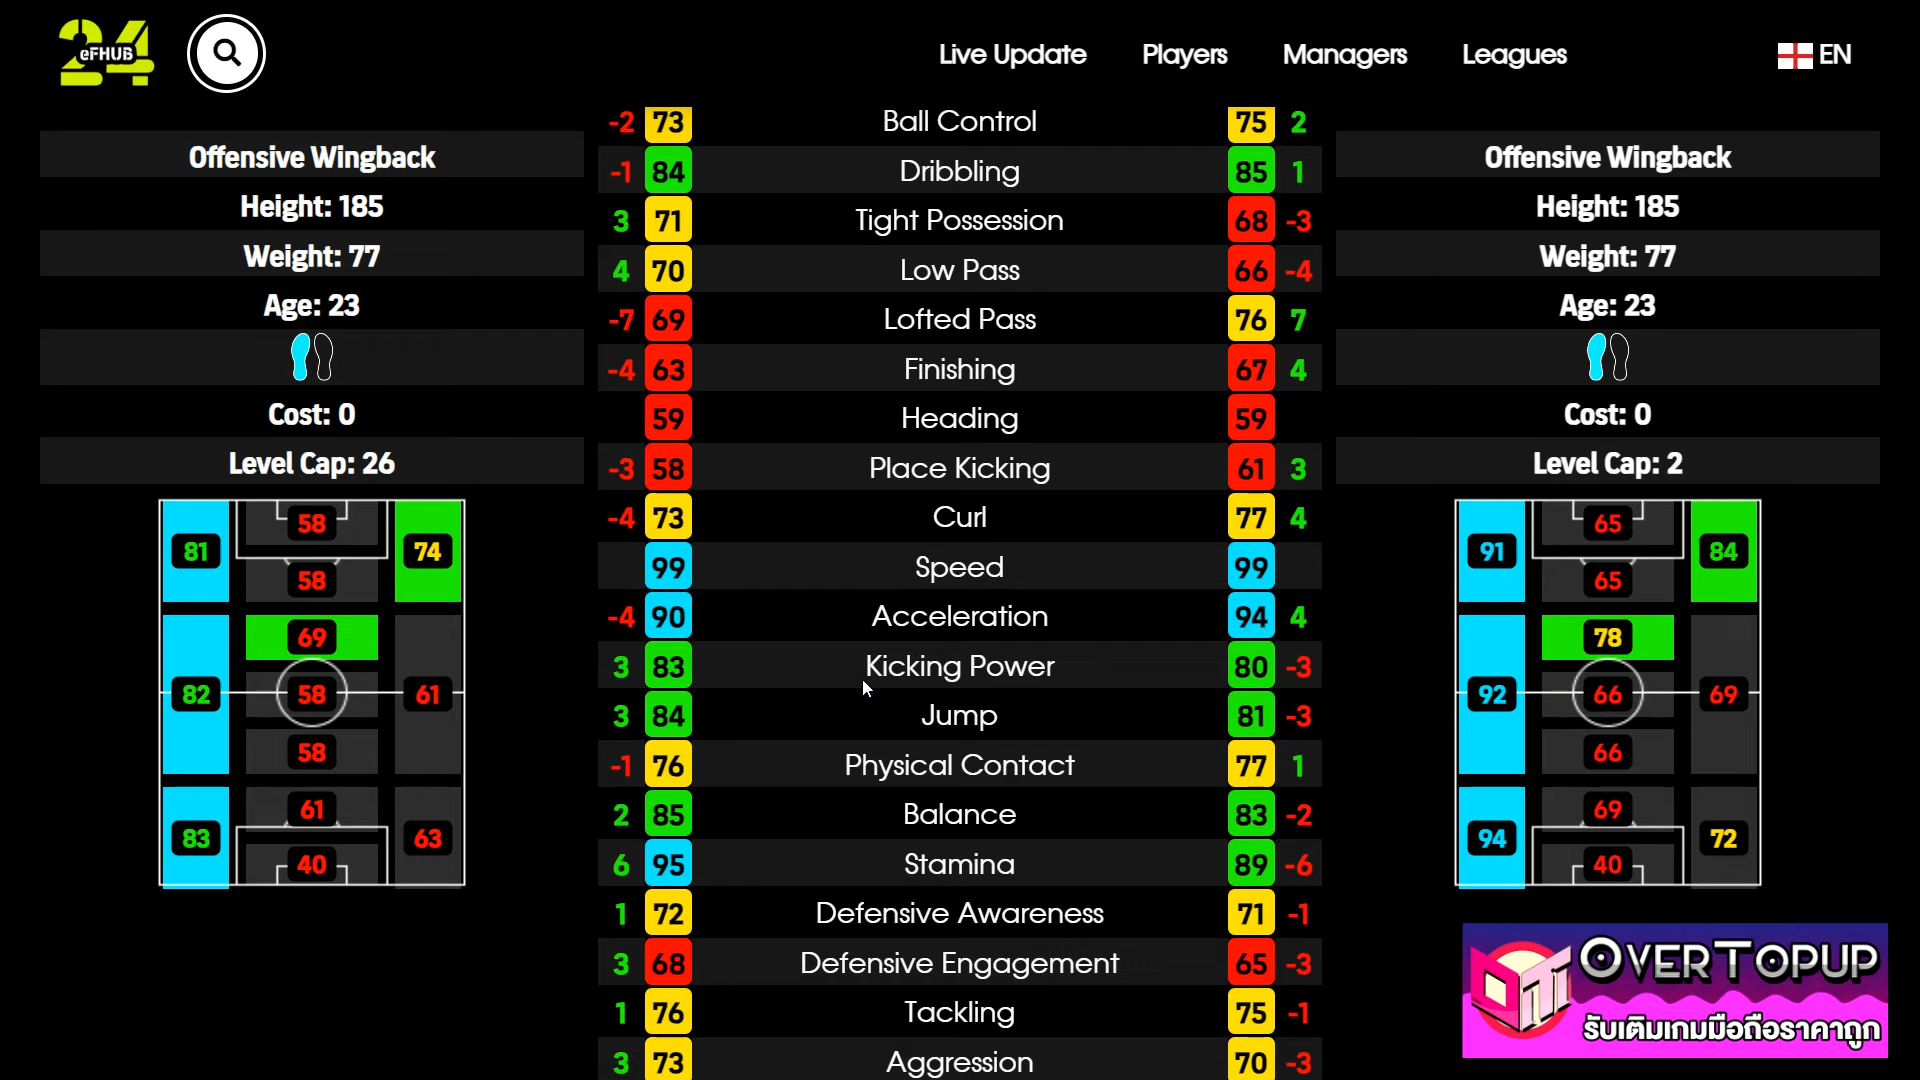 24
eFHUB
Live Update
Players
Managers
Leagues
EN
Offensive Wingback
Height: 185
Weight: 77
Age: 23
Cost: 0
Level Cap: 26
81
58
74
58
69
82
58
61
58
61
83
63
40
-2 73 Ball Control 75 2
-1 84 Dribbling 85 1
3 71 Tight Possession 68 -3
4 70 Low Pass 66 -4
-7 69 Lofted Pass 76 7
-4 63 Finishing 67 4
59 Heading 59
-3 58 Place Kicking 61 3
-4 73 Curl 77 4
99 Speed 99
-4 90 Acceleration 94 4
3 83 Kicking Power 80 -3
3 84 Jump 81 -3
-1 76 Physical Contact 77 1
2 85 Balance 83 -2
6 95 Stamina 89 -6
1 72 Defensive Awareness 71 -1
3 68 Defensive Engagement 65 -3
1 76 Tackling 75 -1
3 73 Aggression 70 -3
Offensive Wingback
Height: 185
Weight: 77
Age: 23
Cost: 0
Level Cap: 2
91
65
84
65
78
92
66
69
66
69
94
72
40
OTT
OVERTOPUP
รับเติมเกมมือถือราคาถูก